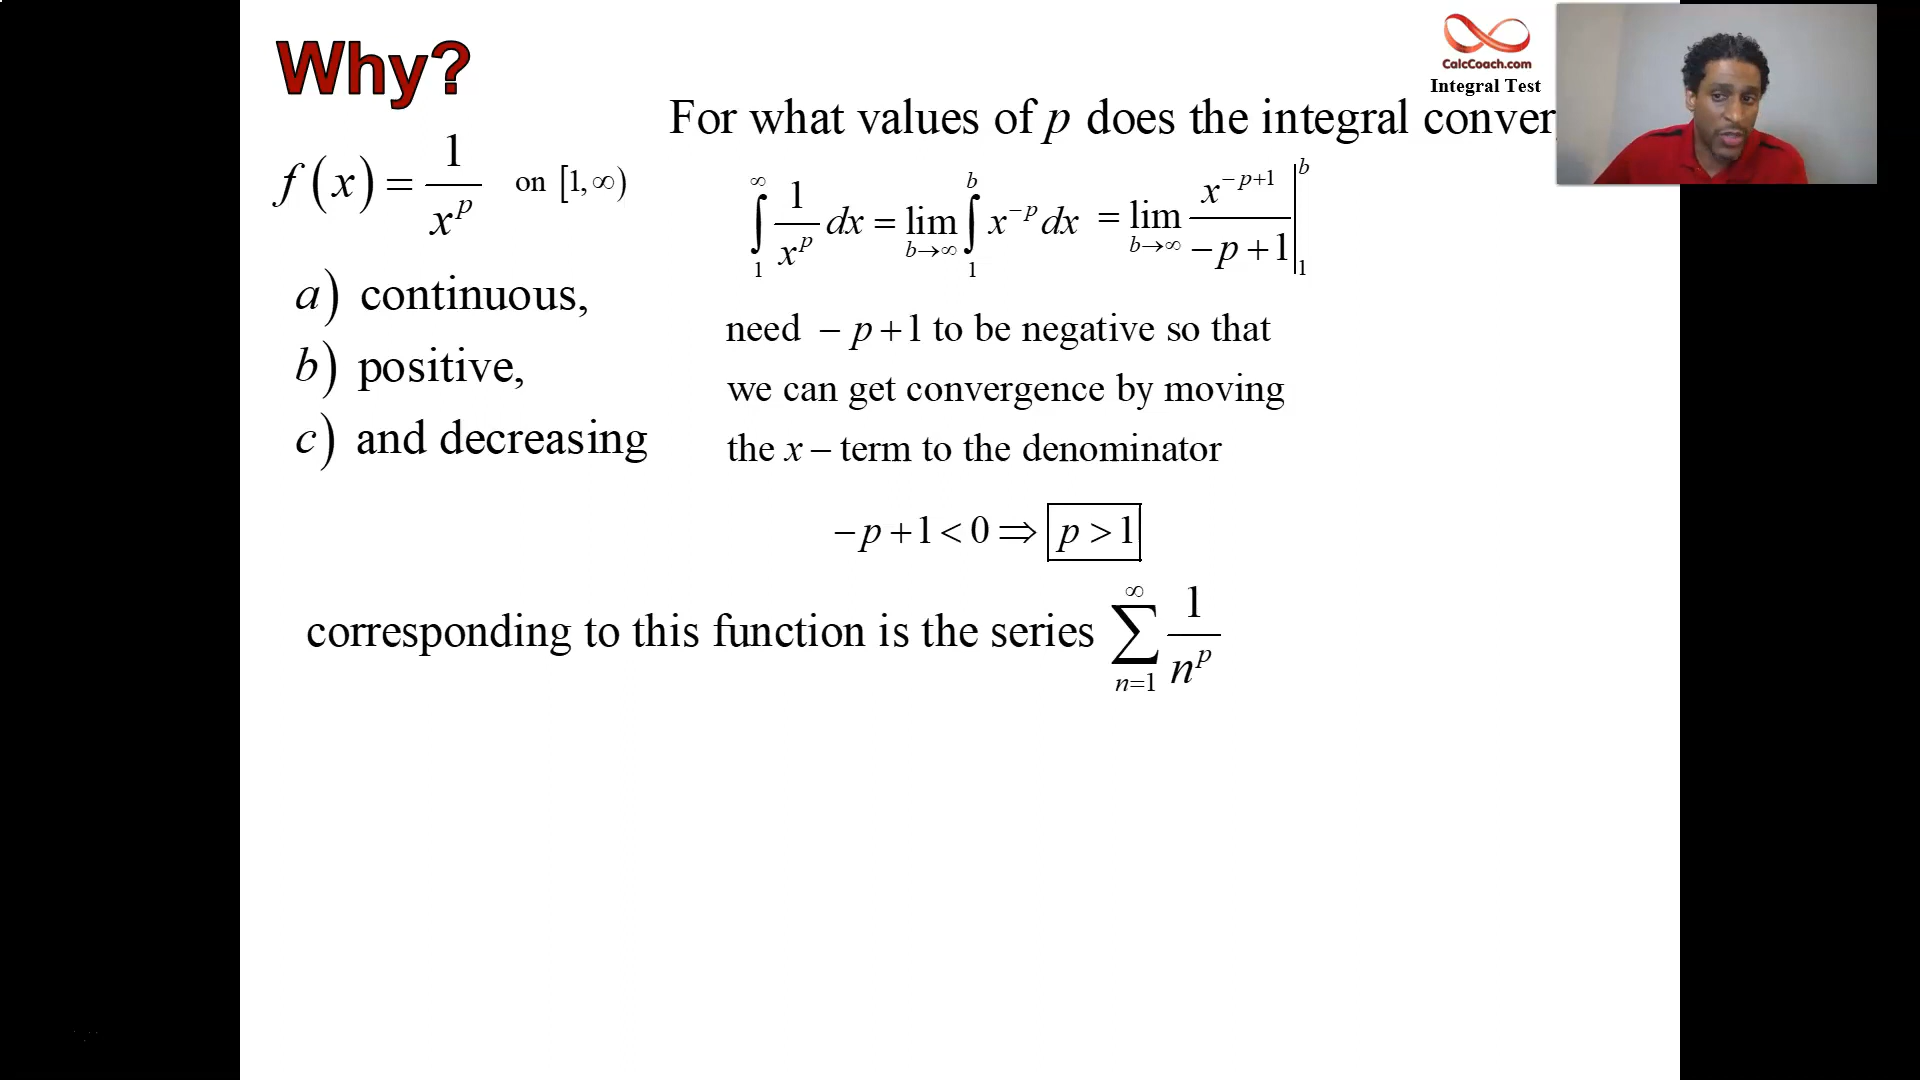 Why?
CalcCoach.com
Integral Test
For what values of p does the integral conver
f(x) = 1/x^p on [1,∞)
∫_1^∞ 1/x^p dx = lim_{b→∞} ∫_1^b x^{-p} dx = lim_{b→∞} x^{-p+1}/(-p+1) |_1^b
a) continuous,
b) positive,
c) and decreasing
need -p+1 to be negative so that
we can get convergence by moving
the x - term to the denominator
-p+1<0 ⇒ p>1
corresponding to this function is the series ∑_{n=1}^∞ 1/n^p